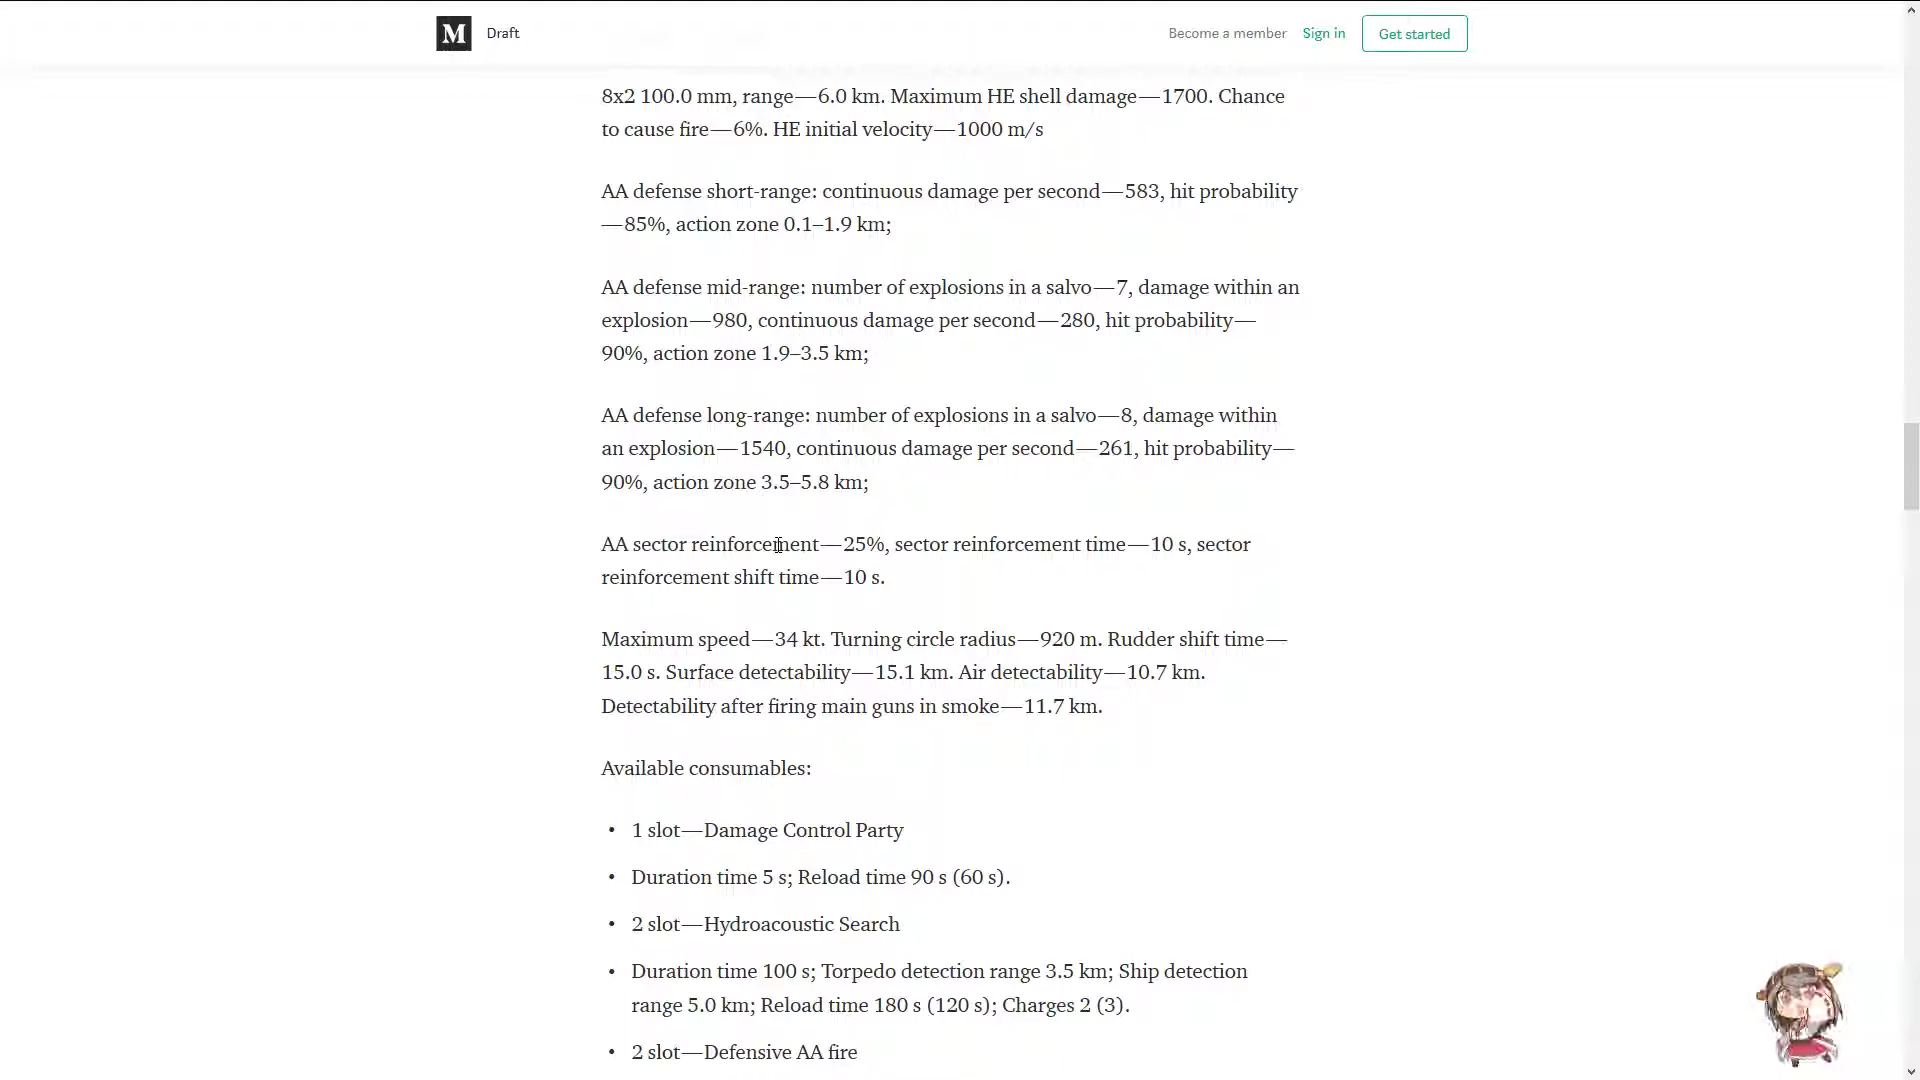 M Draft Become a member Sign in Get started
8x2 100.0 mm, range—6.0 km. Maximum HE shell damage—1700. Chance
to cause fire—6%. HE initial velocity—1000 m/s
AA defense short-range: continuous damage per second—583, hit probability
—85%, action zone 0.1–1.9 km;
AA defense mid-range: number of explosions in a salvo—7, damage within an
explosion—980, continuous damage per second—280, hit probability—
90%, action zone 1.9–3.5 km;
AA defense long-range: number of explosions in a salvo—8, damage within
an explosion—1540, continuous damage per second—261, hit probability—
90%, action zone 3.5–5.8 km;
AA sector reinforcement—25%, sector reinforcement time—10 s, sector
reinforcement shift time—10 s.
Maximum speed—34 kt. Turning circle radius—920 m. Rudder shift time—
15.0 s. Surface detectability—15.1 km. Air detectability—10.7 km.
Detectability after firing main guns in smoke—11.7 km.
Available consumables:
• 1 slot—Damage Control Party
• Duration time 5 s; Reload time 90 s (60 s).
• 2 slot—Hydroacoustic Search
• Duration time 100 s; Torpedo detection range 3.5 km; Ship detection
range 5.0 km; Reload time 180 s (120 s); Charges 2 (3).
• 2 slot—Defensive AA fire